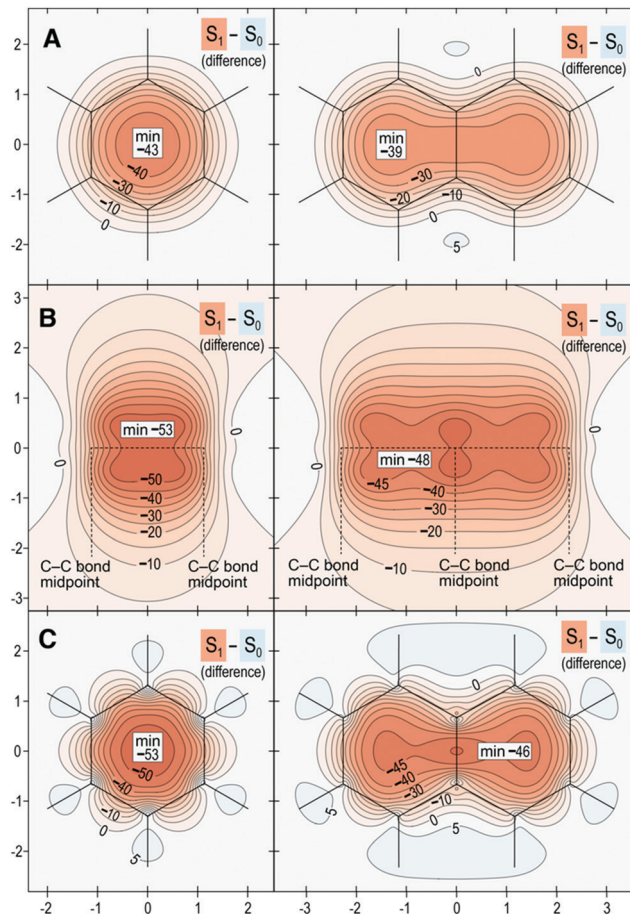 A
S1 – S0
(difference)
min
–43
–40
–30
–10
0
2
1
0
-1
-2
S1 – S0
(difference)
0
min
–39
–30
–20
–10
0
5
B
S1 – S0
(difference)
min –53
0
0
–50
–40
–30
–20
–10
C–C bond
midpoint
C–C bond
midpoint
3
2
1
0
-1
-2
-3
S1 – S0
(difference)
0
0
min –48
–45
–40
–30
–20
–10
C–C bond
midpoint
C–C bond
midpoint
C–C bond
midpoint
C
S1 – S0
(difference)
min
–53
–50
–40
–10
0
5
2
1
0
-1
-2
-2 -1 0 1 2
S1 – S0
(difference)
0
–45
–40
–30
min –46
–10
0
5
5
-3 -2 -1 0 1 2 3